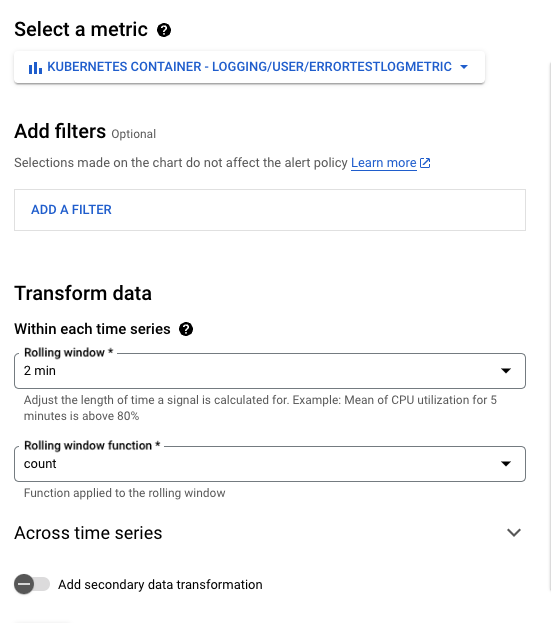 Select a metric ?
KUBERNETES CONTAINER - LOGGING/USER/ERRORTESTLOGMETRIC
Add filters Optional
Selections made on the chart do not affect the alert policy Learn more
ADD A FILTER
Transform data
Within each time series ?
Rolling window *
2 min
Adjust the length of time a signal is calculated for. Example: Mean of CPU utilization for 5
minutes is above 80%
Rolling window function *
count
Function applied to the rolling window
Across time series
Add secondary data transformation